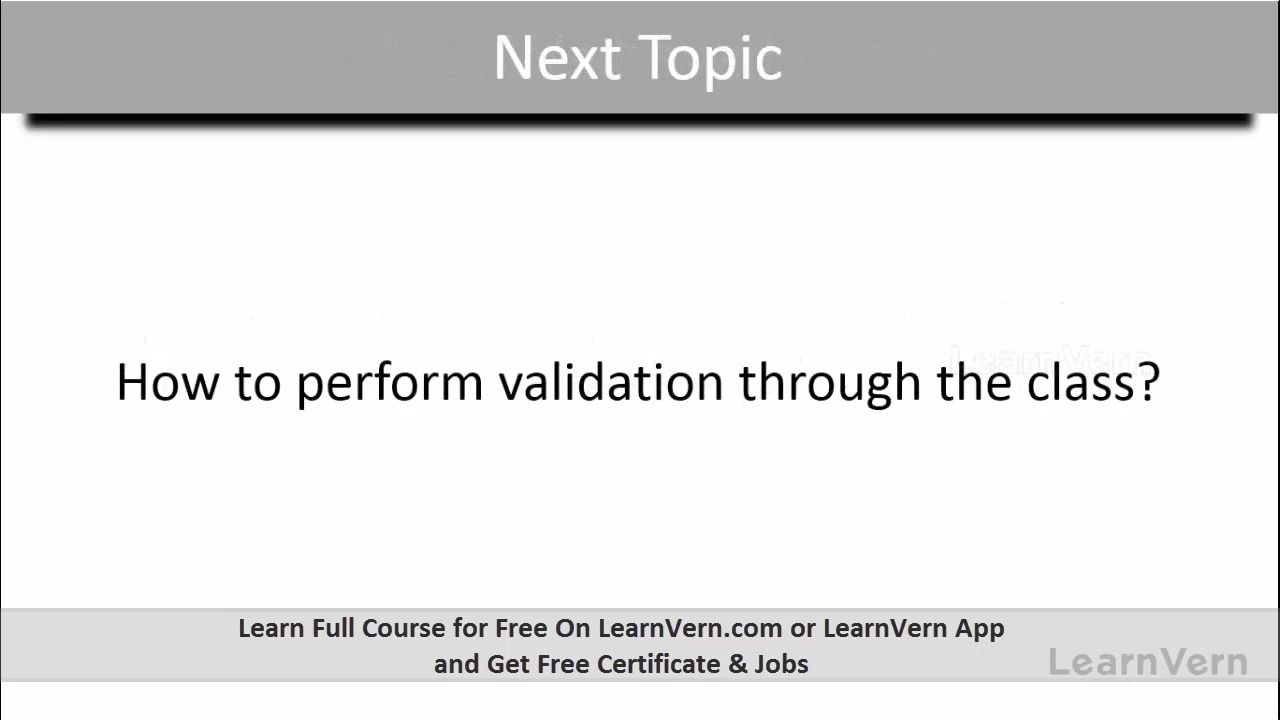 Next Topic
LearnVern
How to perform validation through the class?
Learn Full Course for Free On LearnVern.com or LearnVern App
and Get Free Certificate & Jobs
LearnVern